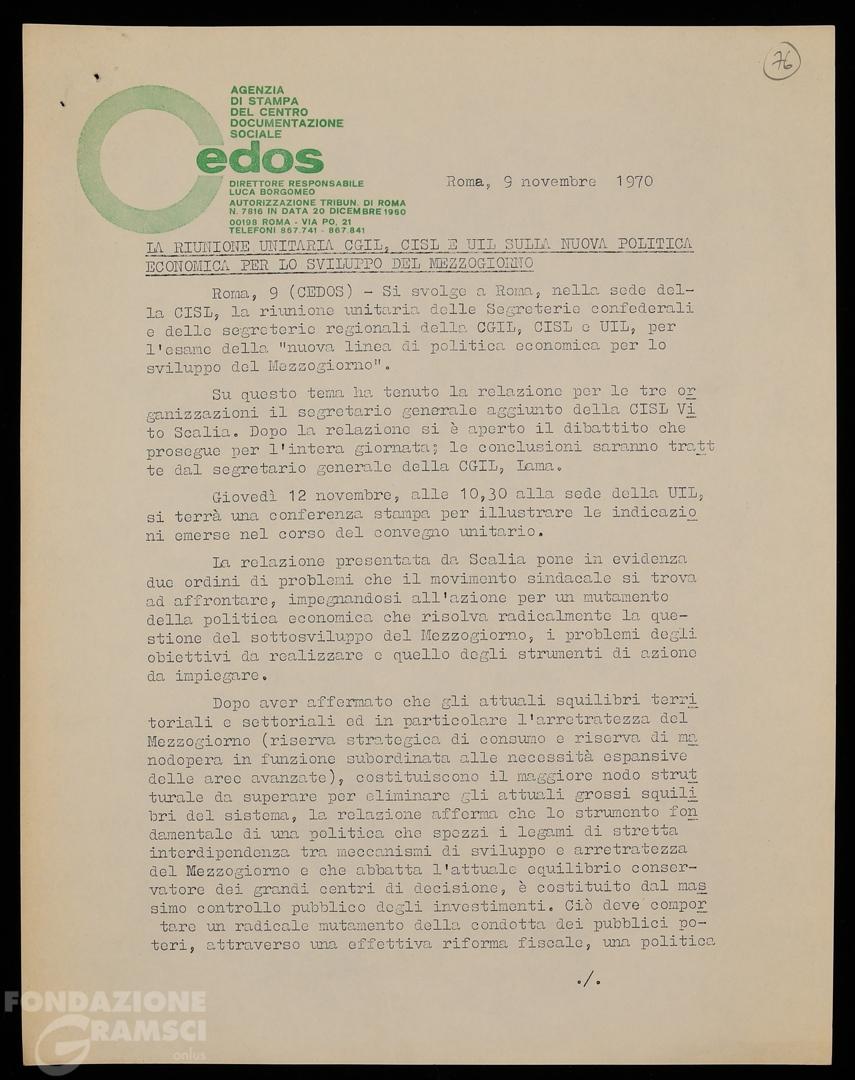 76
AGENZIA
DI STAMPA
DEL CENTRO
DOCUMENTAZIONE
SOCIALE
Cedos
DIRETTORE RESPONSABILE
LUCA BORGOMEO
AUTORIZZAZIONE TRIBUN. DI ROMA
N. 7816 IN DATA 20 DICEMBRE 1960
00198 ROMA - VIA PO, 21
TELEFONI 867.741 - 867.841
Roma, 9 novembre 1970
LA RIUNIONE UNITARIA CGIL, CISL E UIL SULLA NUOVA POLITICA
ECONOMICA PER LO SVILUPPO DEL MEZZOGIORNO
Roma, 9 (CEDOS) - Si svolge a Roma, nella sede del-
la CISL, la riunione unitaria delle Segreterie confederali
e delle segreterie regionali della CGIL, CISL e UIL, per
l'esame della "nuova linea di politica economica per lo
sviluppo del Mezzogiorno".
Su questo tema ha tenuto la relazione per le tre or
ganizzazioni il segretario generale aggiunto della CISL Vi
to Scalia. Dopo la relazione si è aperto il dibattito che
prosegue per l'intera giornata; le conclusioni saranno tratt
te dal segretario generale della CGIL, Lama.
Giovedì 12 novembre, alle 10,30 alla sede della UIL,
si terrà una conferenza stampa per illustrare le indicazio
ni emerse nel corso del convegno unitario.
La relazione presentata da Scalia pone in evidenza
due ordini di problemi che il movimento sindacale si trova
ad affrontare, impegnandosi all'azione per un mutamento
della politica economica che risolva radicalmente la que-
stione del sottosviluppo del Mezzogiorno, i problemi degli
obiettivi da realizzare e quello degli strumenti di azione
da impiegare.
Dopo aver affermato che gli attuali squilibri terri
toriali e settoriali ed in particolare l'arretratezza del
Mezzogiorno (riserva strategica di consumo e riserva di ma
nodopera in funzione subordinata alle necessità espansive
delle aree avanzate), costituiscono il maggiore nodo strut
turale da superare per eliminare gli attuali grossi squili
bri del sistema, la relazione afferma che lo strumento fon
damentale di una politica che spezzi i legami di stretta
interdipendenza tra meccanismi di sviluppo e arretratezza
del Mezzogiorno e che abbatta l'attuale equilibrio conser-
vatore dei grandi centri di decisione, è costituito dal mas
simo controllo pubblico degli investimenti. Ciò deve compor
tare un radicale mutamento della condotta dei pubblici po-
teri, attraverso una effettiva riforma fiscale, una politica
./.
FONDAZIONE
GRAMSCI
onlus